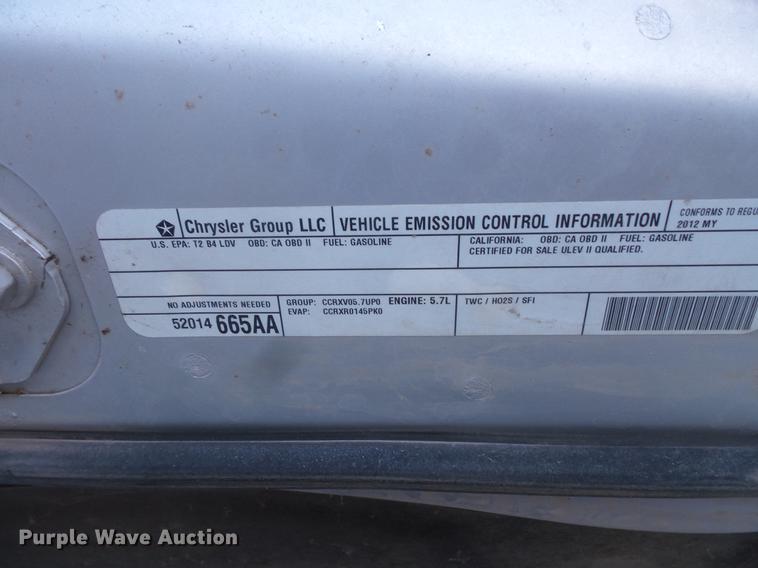 Chrysler Group LLC
VEHICLE EMISSION CONTROL INFORMATION
CONFORMS TO REGU
2012 MY
U.S. EPA: T2 B4 LDV OBD: CA OBD II FUEL: GASOLINE
CALIFORNIA: OBD: CA OBD II FUEL: GASOLINE
CERTIFIED FOR SALE ULEV II QUALIFIED.
NO ADJUSTMENTS NEEDED
52014 665AA
GROUP: CCRXV05.7UP0 ENGINE: 5.7L
EVAP: CCRXR0145PK0
TWC / HO2S / SFI
Purple Wave Auction